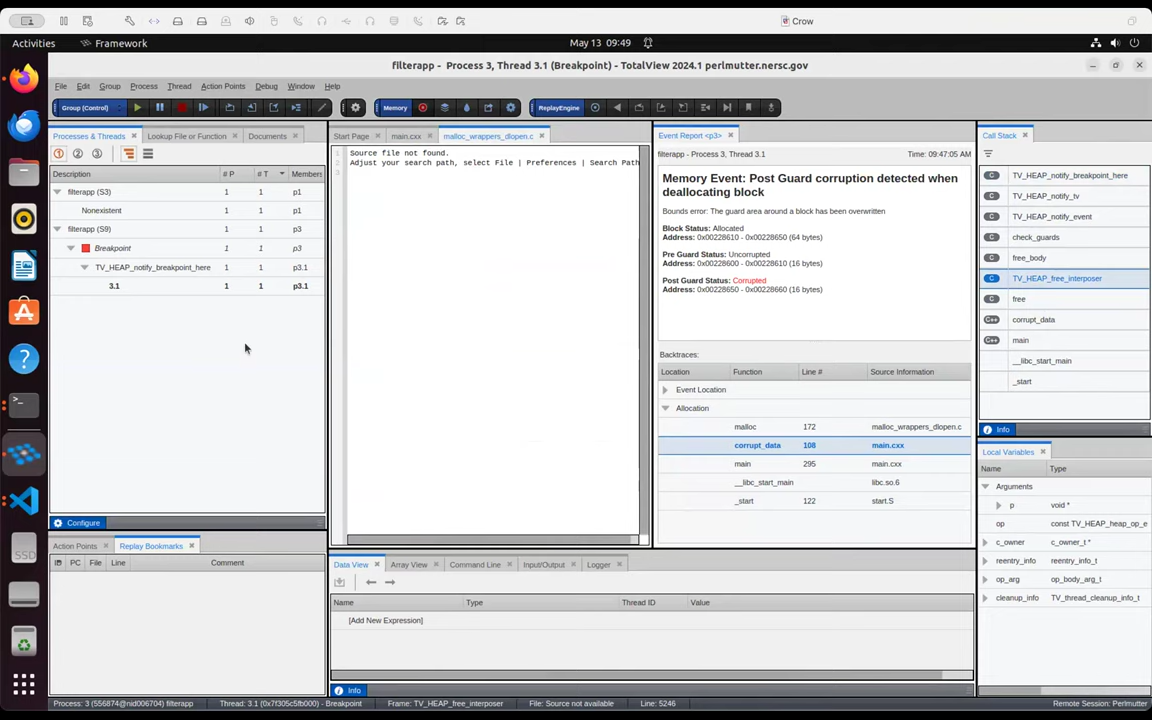 Crow
Activities
Framework
May 13 09:49
filterapp - Process 3, Thread 3.1 (Breakpoint) - TotalView 2024.1 perlmutter.nersc.gov
File Edit Group Process Thread Action Points Debug Window Help
Group (Control)
Memory
ReplayEngine
Processes & Threads
Lookup File or Function
Documents
1 2 3
Description # P # T Members
filterapp (S3) 1 1 p1
Nonexistent 1 1 p1
filterapp (S9) 1 1 p3
Breakpoint 1 1 p3
TV_HEAP_notify_breakpoint_here 1 1 p3.1
3.1 1 1 p3.1
Configure
Action Points
Replay Bookmarks
ID PC File Line Comment
Start Page
main.cxx
malloc_wrappers_dlopen.c
1 Source file not found.
2 Adjust your search path, select File | Preferences | Search Path
3
Event Report <p3>
filterapp - Process 3, Thread 3.1 Time: 09:47:05 AM
Memory Event: Post Guard corruption detected when
deallocating block
Bounds error: The guard area around a block has been overwritten
Block Status: Allocated
Address: 0x00228610 - 0x00228650 (64 bytes)
Pre Guard Status: Uncorrupted
Address: 0x00228600 - 0x00228610 (16 bytes)
Post Guard Status: Corrupted
Address: 0x00228650 - 0x00228660 (16 bytes)
Backtraces:
Location Function Line # Source Information
Event Location
Allocation
malloc 172 malloc_wrappers_dlopen.c
corrupt_data 108 main.cxx
main 295 main.cxx
__libc_start_main libc.so.6
_start 122 start.S
Data View
Array View
Command Line
Input/Output
Logger
Name Type Thread ID Value
[Add New Expression]
Info
Call Stack
C TV_HEAP_notify_breakpoint_here
C TV_HEAP_notify_tv
C TV_HEAP_notify_event
C check_guards
C free_body
C TV_HEAP_free_interposer
C free
C++ corrupt_data
C++ main
__libc_start_main
_start
Info
Local Variables
Name Type
Arguments
p void *
op const TV_HEAP_heap_op_e
c_owner c_owner_t *
reentry_info reentry_info_t
op_arg op_body_arg_t
cleanup_info TV_thread_cleanup_info_t
SSD
Process: 3 (556874@nid006704) filterapp Thread: 3.1 (0x7f305c5fb000) - Breakpoint Frame: TV_HEAP_free_interposer File: Source not available Line: 5246 Remote Session: Perlmutter